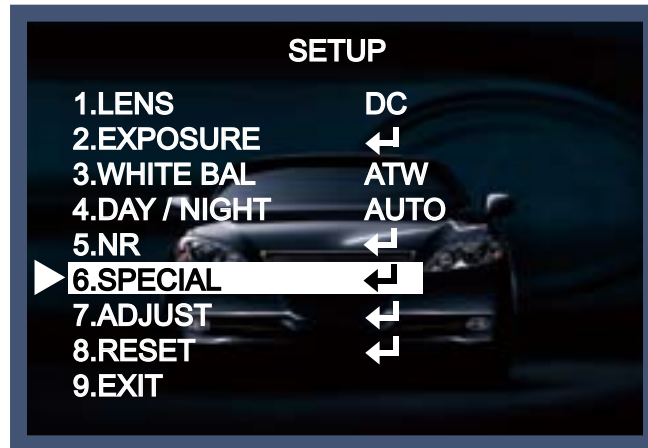 SETUP
1.LENS DC
2.EXPOSURE ↵
3.WHITE BAL ATW
4.DAY / NIGHT AUTO
5.NR ↵
6.SPECIAL ↵
7.ADJUST ↵
8.RESET ↵
9.EXIT